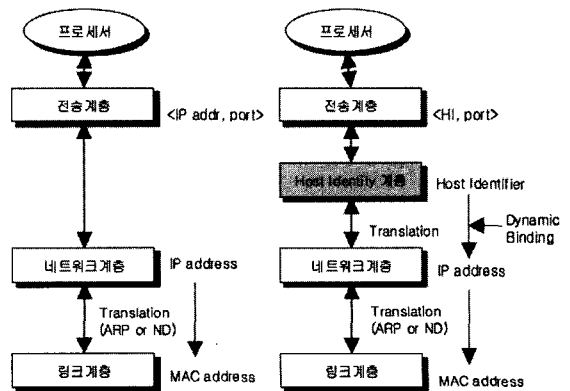 프로세서
전송계층
<IP addr, port>
네트워크계층
IP address
Translation
(ARP or ND)
링크계층
MAC address
프로세서
전송계층
<HI, port>
Host Identity 계층
Host Identifier
Translation
Dynamic
Binding
네트워크계층
IP address
Translation
(ARP or ND)
링크계층
MAC address